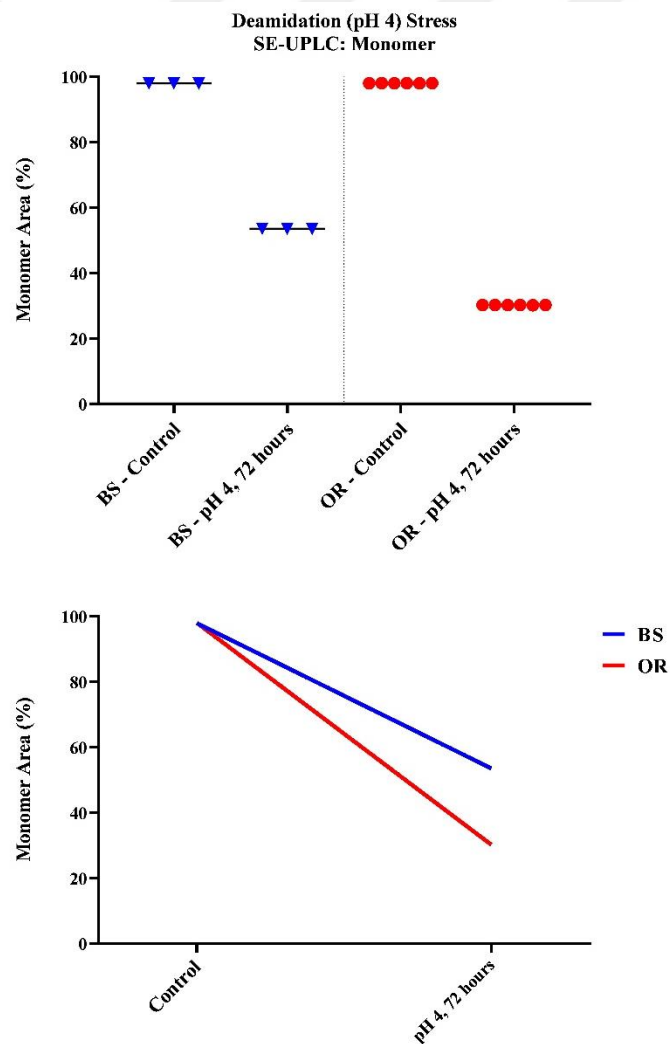 Deamidation (pH 4) Stress
SE-UPLC: Monomer
Monomer Area (%)
100
80
60
40
20
0
BS - Control
BS - pH 4, 72 hours
OR - Control
OR - pH 4, 72 hours
Monomer Area (%)
100
80
60
40
20
0
Control
pH 4, 72 hours
BS
OR